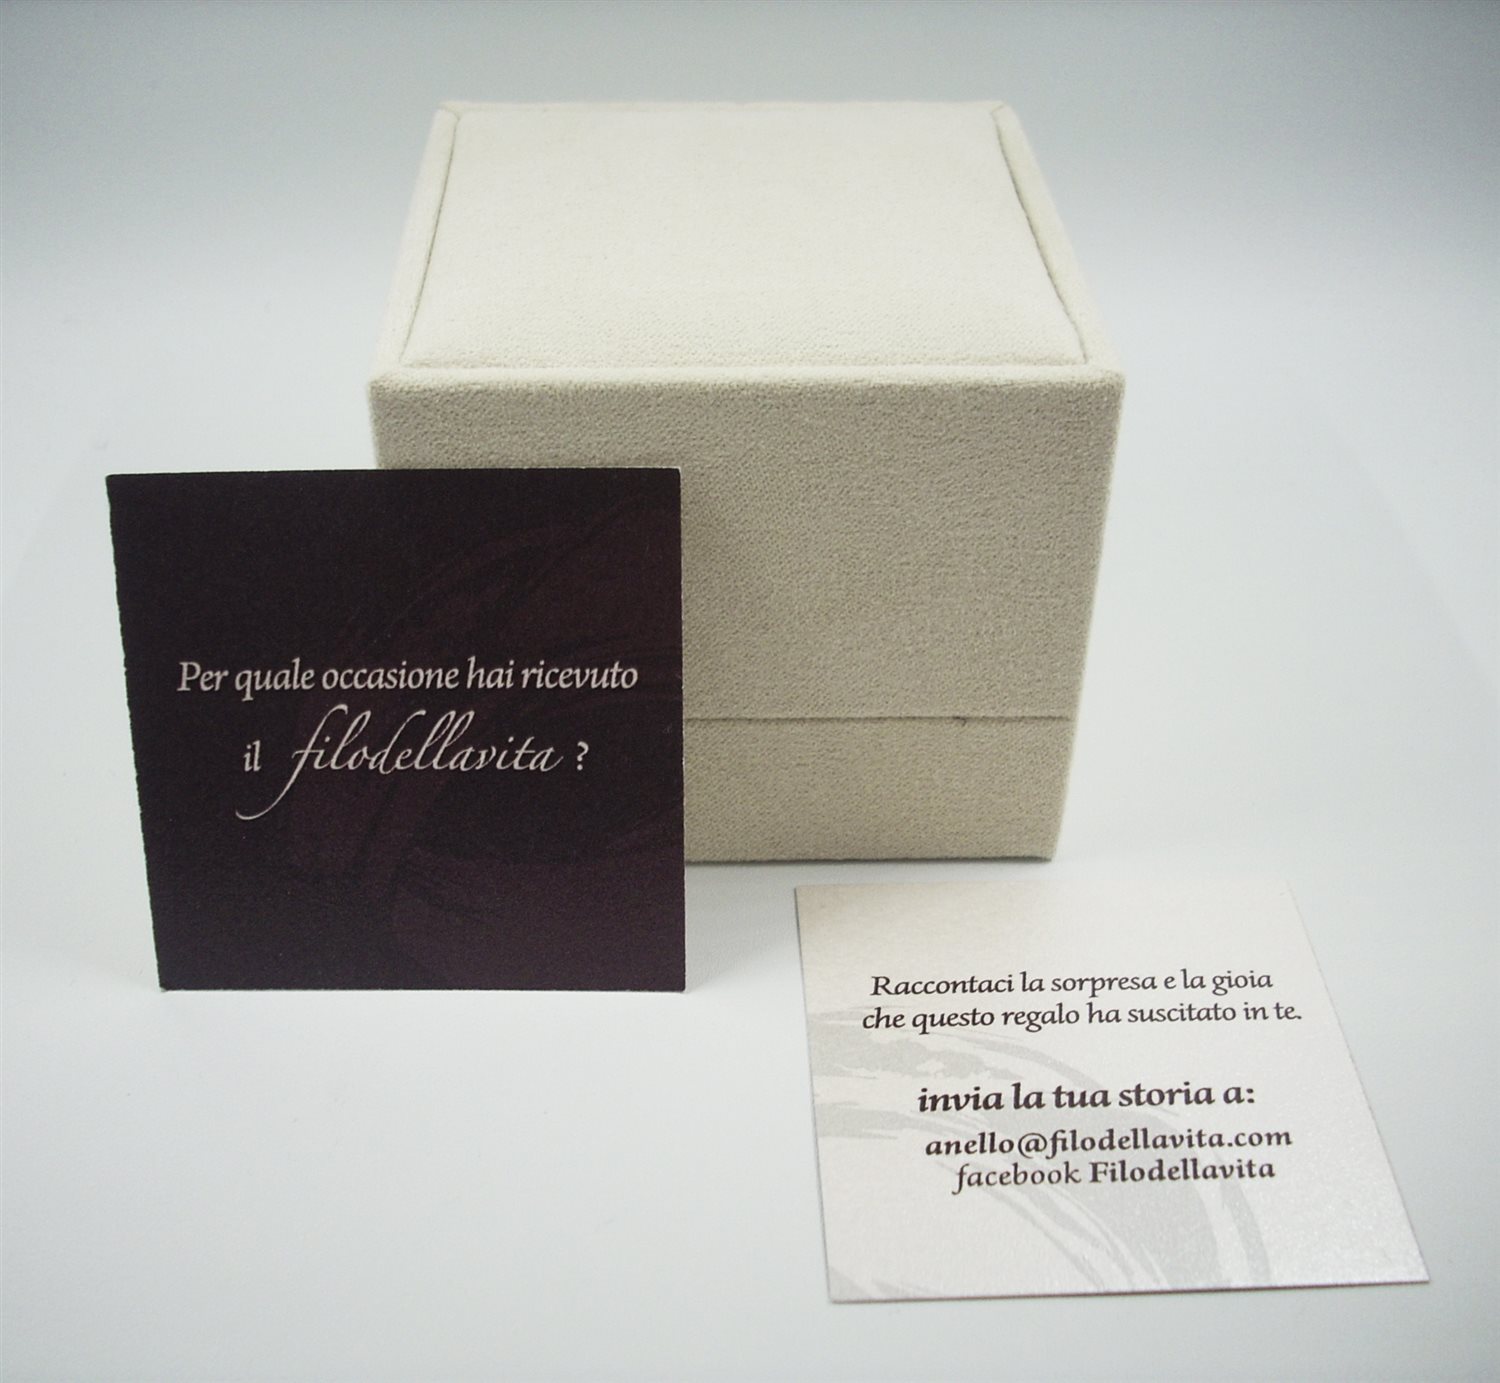 Per quale occasione hai ricevuto
il filodellavita ?
Raccontaci la sorpresa e la gioia
che questo regalo ha suscitato in te.
invia la tua storia a:
anello@filodellavita.com
facebook Filodellavita